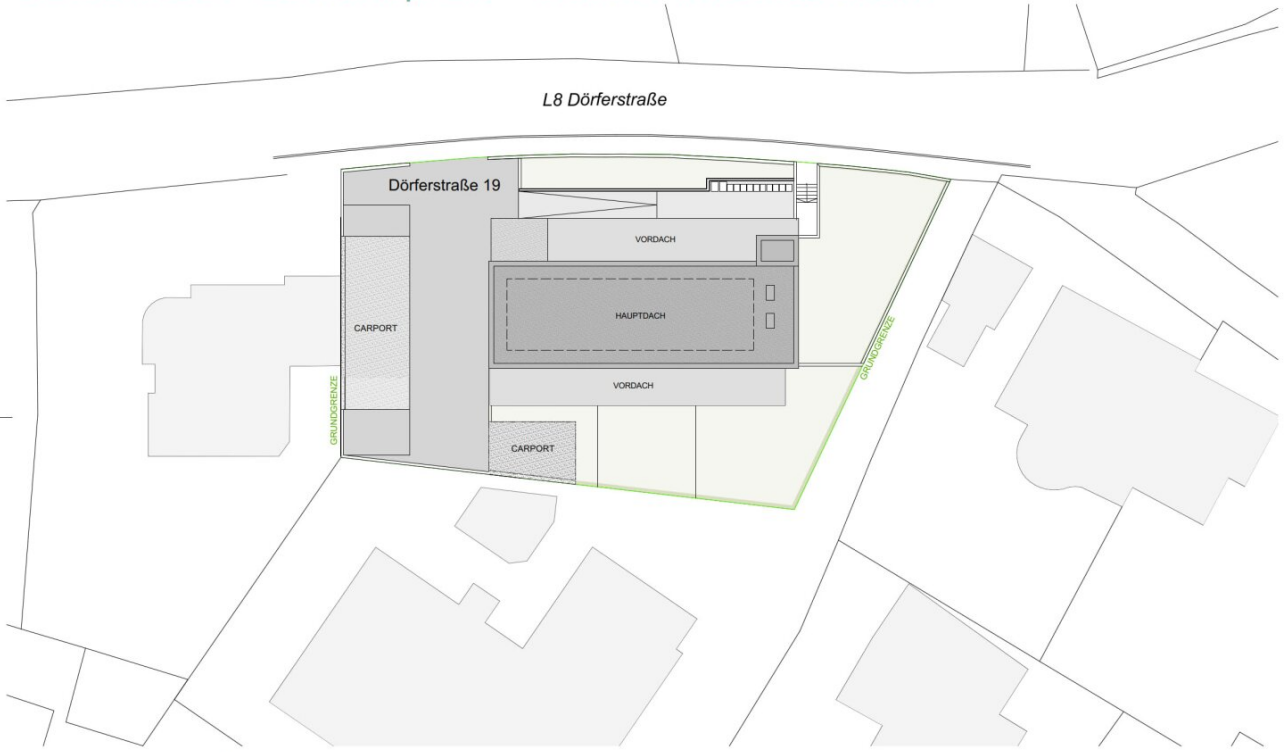 L8 Dörferstraße
Dörferstraße 19
VORDACH
HAUPTDACH
CARPORT
VORDACH
CARPORT
GRUNDGRENZE
GRUNDGRENZE